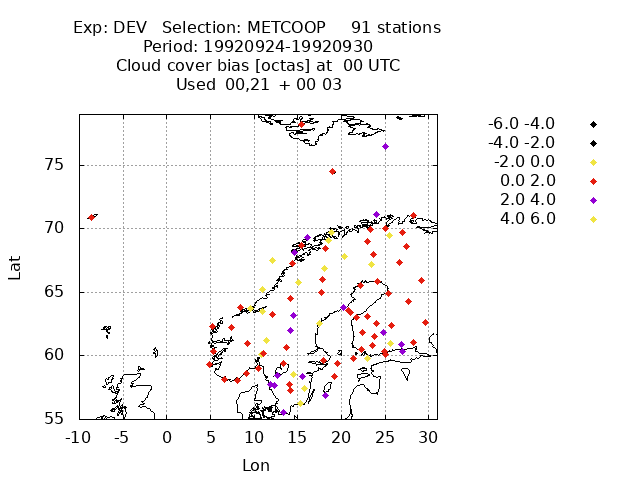 Exp: DEV   Selection: METCOOP     91 stations
Period: 19920924-19920930
Cloud cover bias [octas] at  00 UTC
Used  00,21  + 00 03
-6.0 -4.0
-4.0 -2.0
-2.0 0.0
0.0 2.0
2.0 4.0
4.0 6.0
75
70
65
60
55
Lat
-10 -5 0 5 10 15 20 25 30
Lon